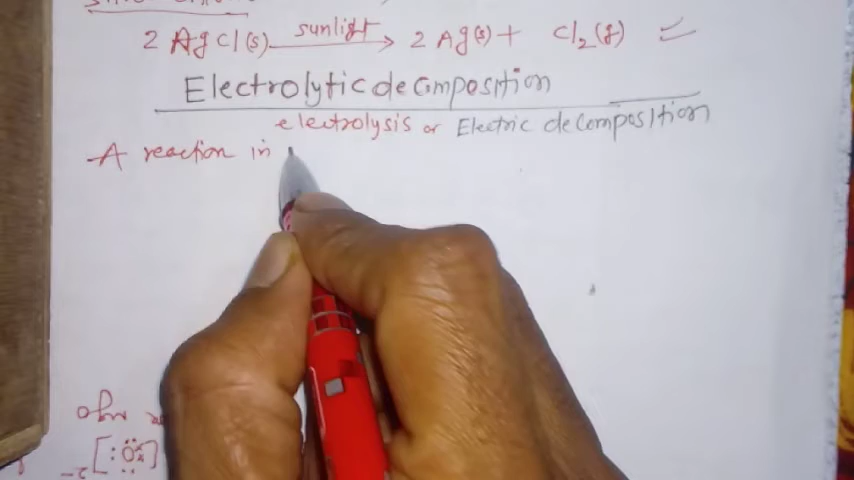 2 AgCl(s) sunlight → 2 Ag(s) + Cl₂(g)
Electrolytic decomposition
electrolysis or Electric decomposition
A reaction in
[:O